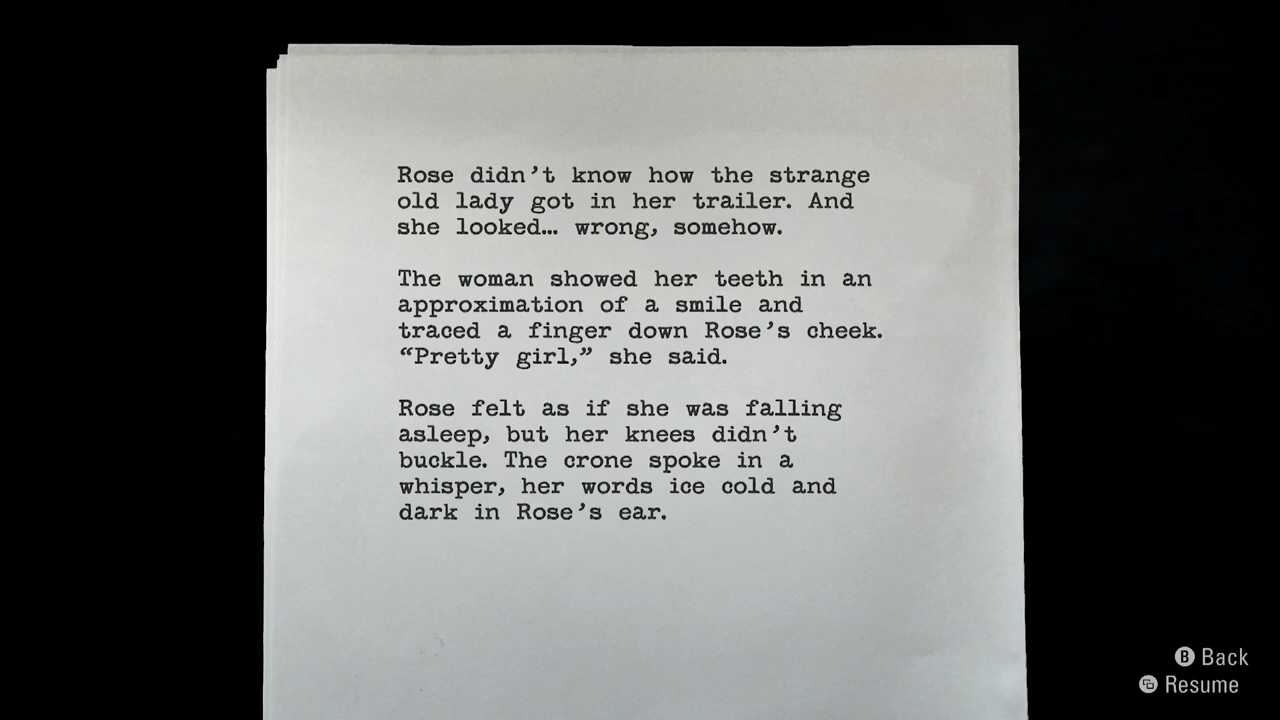 Rose didn’t know how the strange
old lady got in her trailer. And
she looked… wrong, somehow.
The woman showed her teeth in an
approximation of a smile and
traced a finger down Rose’s cheek.
“Pretty girl,” she said.
Rose felt as if she was falling
asleep, but her knees didn’t
buckle. The crone spoke in a
whisper, her words ice cold and
dark in Rose’s ear.
B Back
Resume